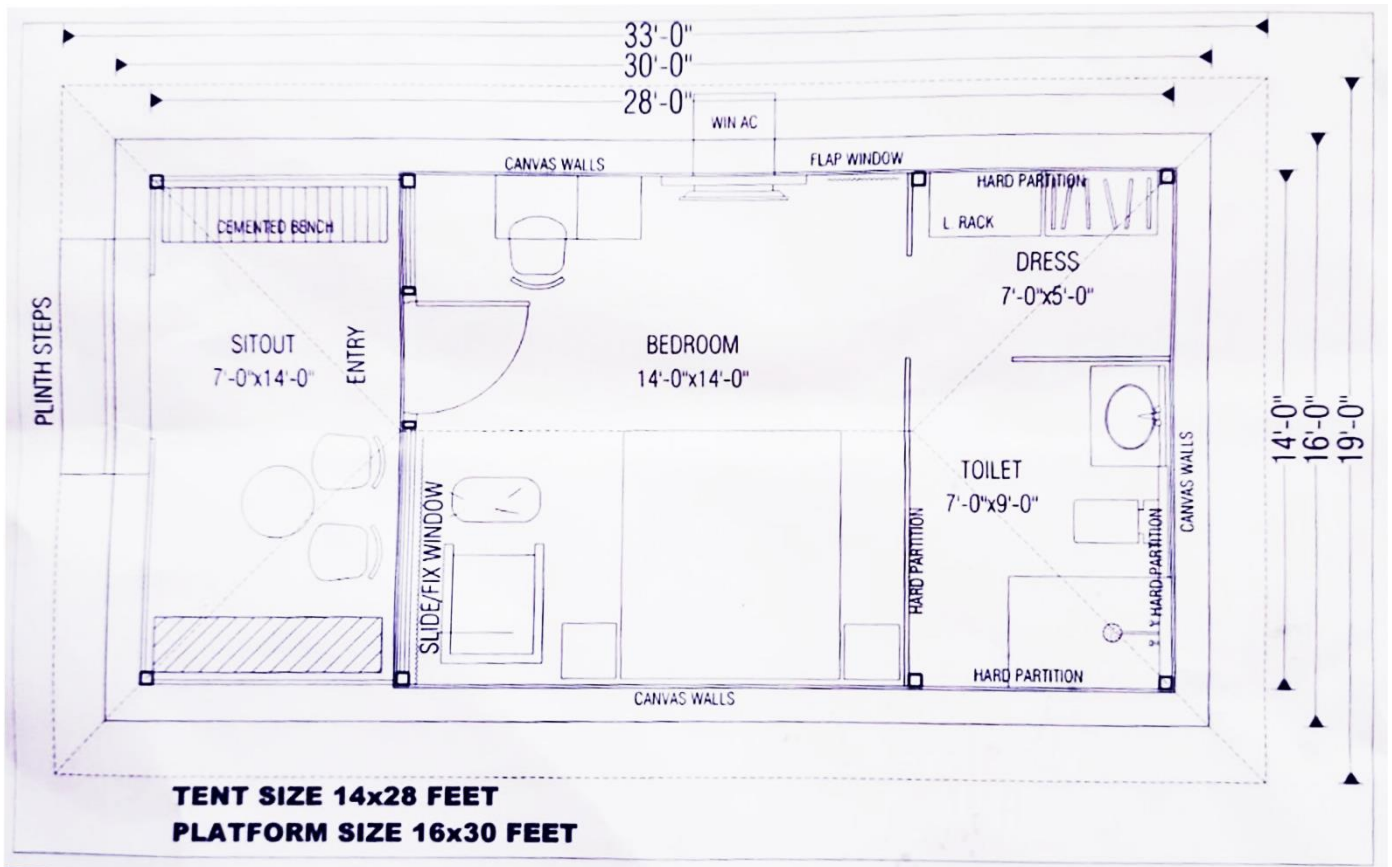 33'-0"
30'-0"
28'-0"
WIN AC
CANVAS WALLS
FLAP WINDOW
HARD PARTITION
CEMENTED BENCH
L. RACK
DRESS
7'-0"x5'-0"
PLINTH STEPS
SITOUT
7'-0"x14'-0"
ENTRY
BEDROOM
14'-0"x14'-0"
14'-0"
16'-0"
19'-0"
SLIDE/FIX WINDOW
TOILET
7'-0"x9'-0"
HARD PARTITION
HARD PARTITION
CANVAS WALLS
HARD PARTITION
CANVAS WALLS
TENT SIZE 14x28 FEET
PLATFORM SIZE 16x30 FEET